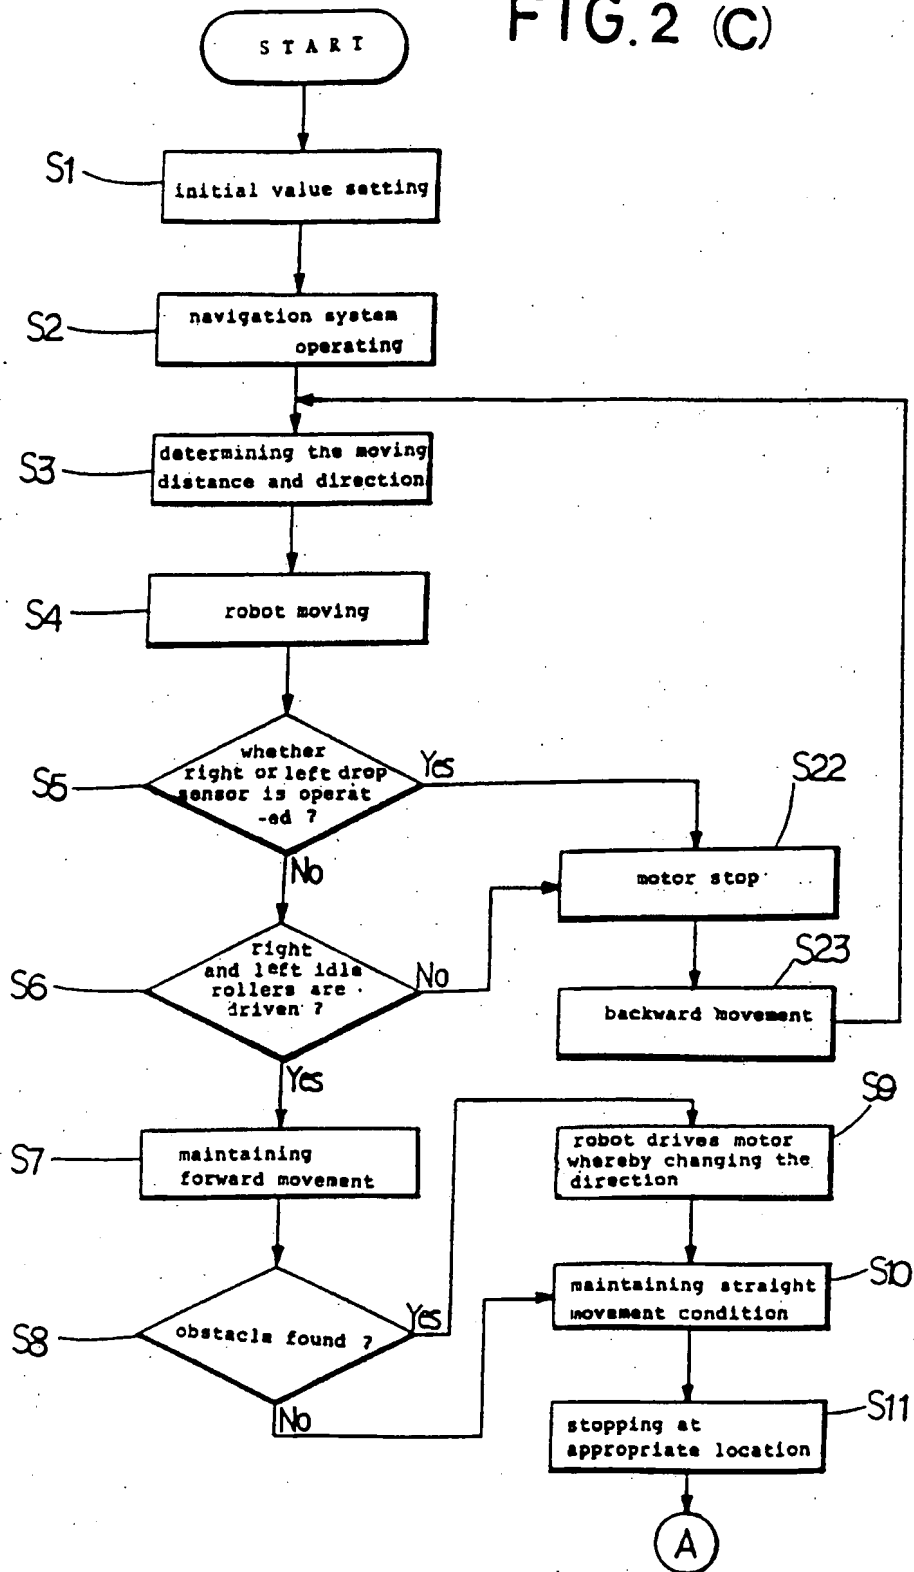 FIG.2 (C)
START
S1
initial value setting
S2
navigation system
operating
S3
determining the moving
distance and direction
S4
robot moving
S5
whether
right or left drop
sensor is operat
-ed ?
Yes
No
S22
motor stop
S6
right
and left idle
rollers are
driven ?
No
Yes
S23
backward movement
S7
maintaining
forward movement
S9
robot drives motor
whereby changing the
direction
S8
obstacle found ?
Yes
No
S10
maintaining straight
movement condition
S11
stopping at
appropriate location
A